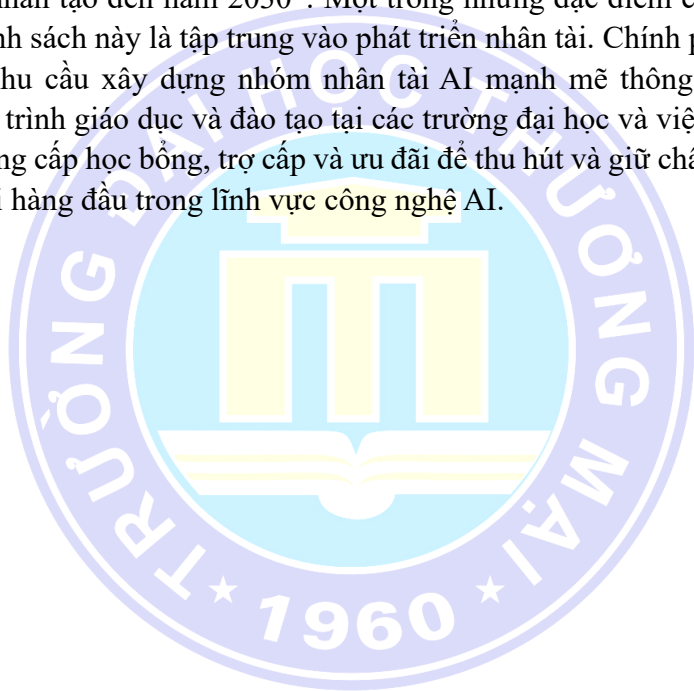 nhân tạo đến năm 2030". Một trong những đặc điểm c
nh sách này là tập trung vào phát triển nhân tài. Chính p
hu cầu xây dựng nhóm nhân tài AI mạnh mẽ thông
trình giáo dục và đào tạo tại các trường đại học và việ
ng cấp học bổng, trợ cấp và ưu đãi để thu hút và giữ châ
i hàng đầu trong lĩnh vực công nghệ AI.
TRƯỜNG ĐẠI HỌC THƯƠNG MẠI
1960